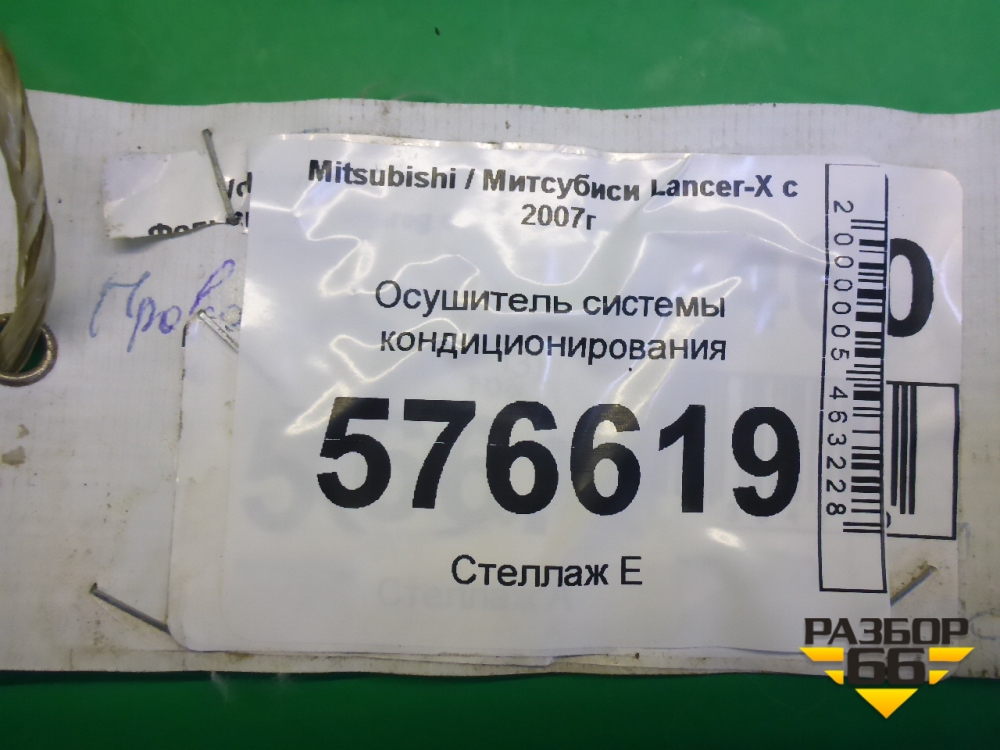 Mitsubishi / Митсубиси Lancer-X с
2007г
Осушитель системы
кондиционирования
576619
Стеллаж Е
2000005463228
РАЗБОР
66